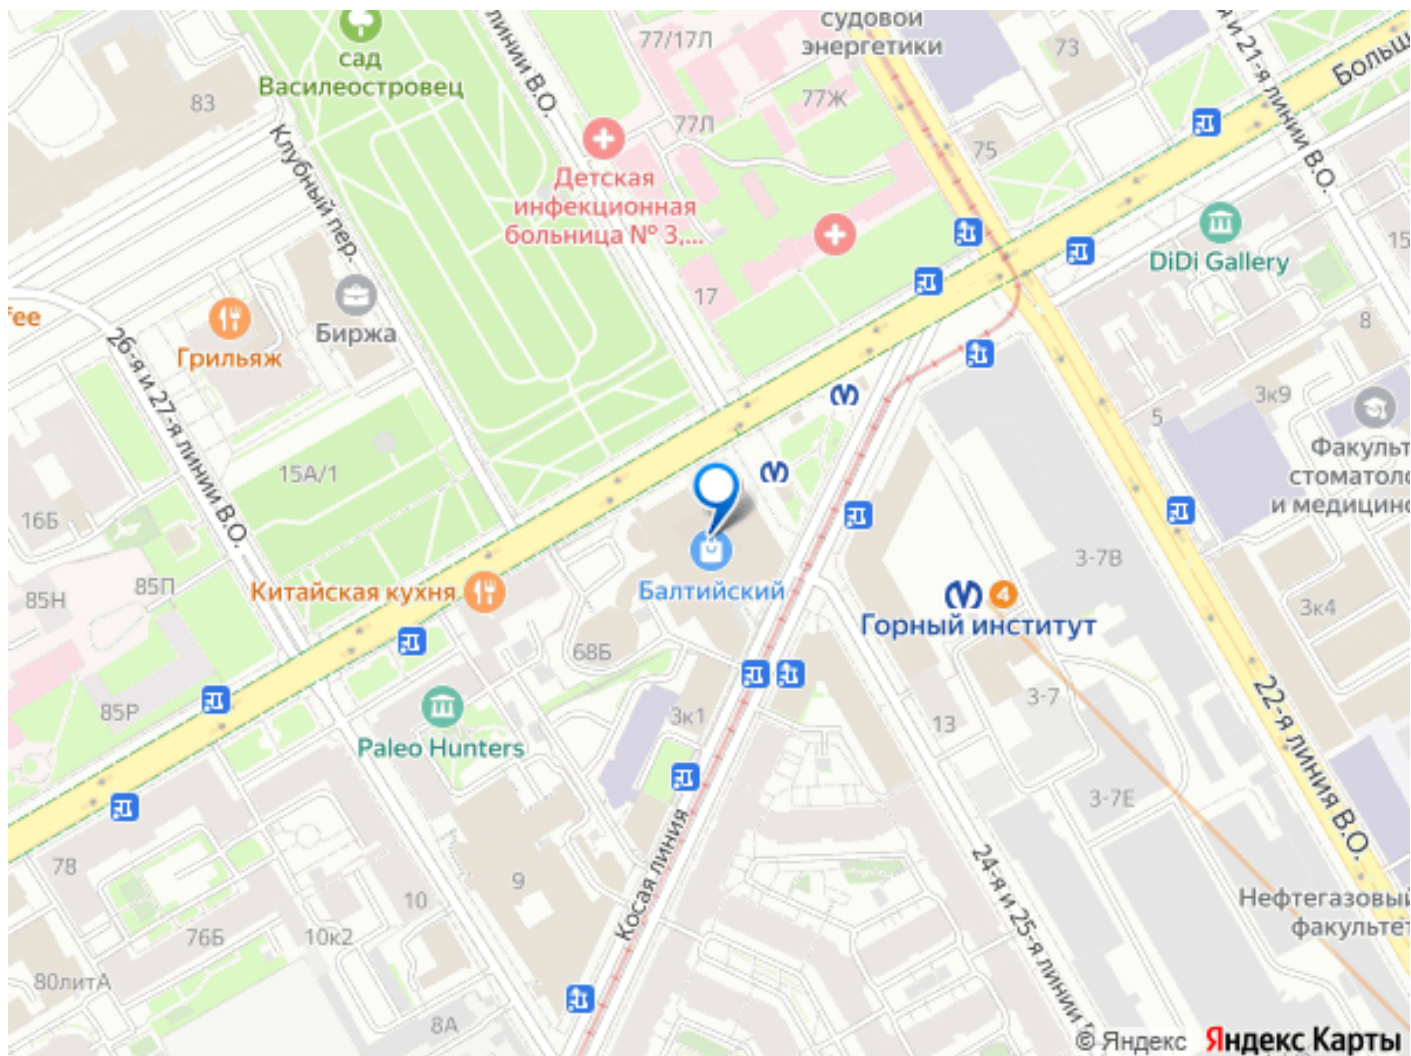 судовой
энергетики
77/17Л
73
Больш
я и 21-я линии В.О.
линии В.О.
сад
Василеостровец
83
77Ж
77Л
75
Клубный пер.
Детская
инфекционная
больница № 3,...
DiDi Gallery
15
17
fee
Грильяж
Биржа
8
26-я и 27-я линии В.О.
3к9
5
Факульт
стоматоло
и медицинс
15А/1
16Б
3-7В
85П
85Н
Китайская кухня
Балтийский
4
Горный институт
3к4
68Б
85Р
3к1
3-7
13
22-я линия В.О.
Paleo Hunters
3-7Е
78
Косая линия
24-я и 25-я линии
9
10
Нефтегазовый
факультет
76Б
10к2
80литА
8А
© Яндекс Яндекс Карты